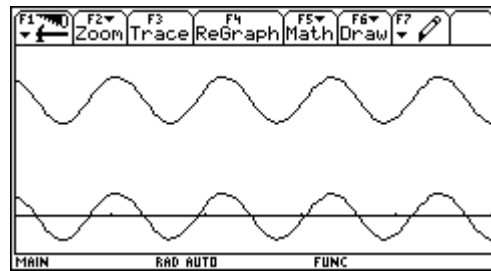 F1 F2 F3 F4 F5 F6 F7
Zoom Trace ReGraph Math Draw
MAIN RAD AUTO FUNC